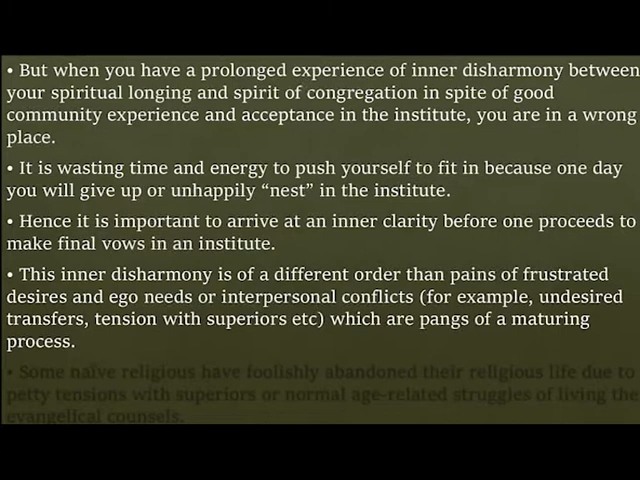 • But when you have a prolonged experience of inner disharmony between
your spiritual longing and spirit of congregation in spite of good
community experience and acceptance in the institute, you are in a wrong
place.
• It is wasting time and energy to push yourself to fit in because one day
you will give up or unhappily “nest” in the institute.
• Hence it is important to arrive at an inner clarity before one proceeds to
make final vows in an institute.
• This inner disharmony is of a different order than pains of frustrated
desires and ego needs or interpersonal conflicts (for example, undesired
transfers, tension with superiors etc) which are pangs of a maturing
process.
• Some naïve religious have foolishly abandoned their religious life due to
petty tensions with superiors or normal age-related struggles of living the
evangelical counsels.